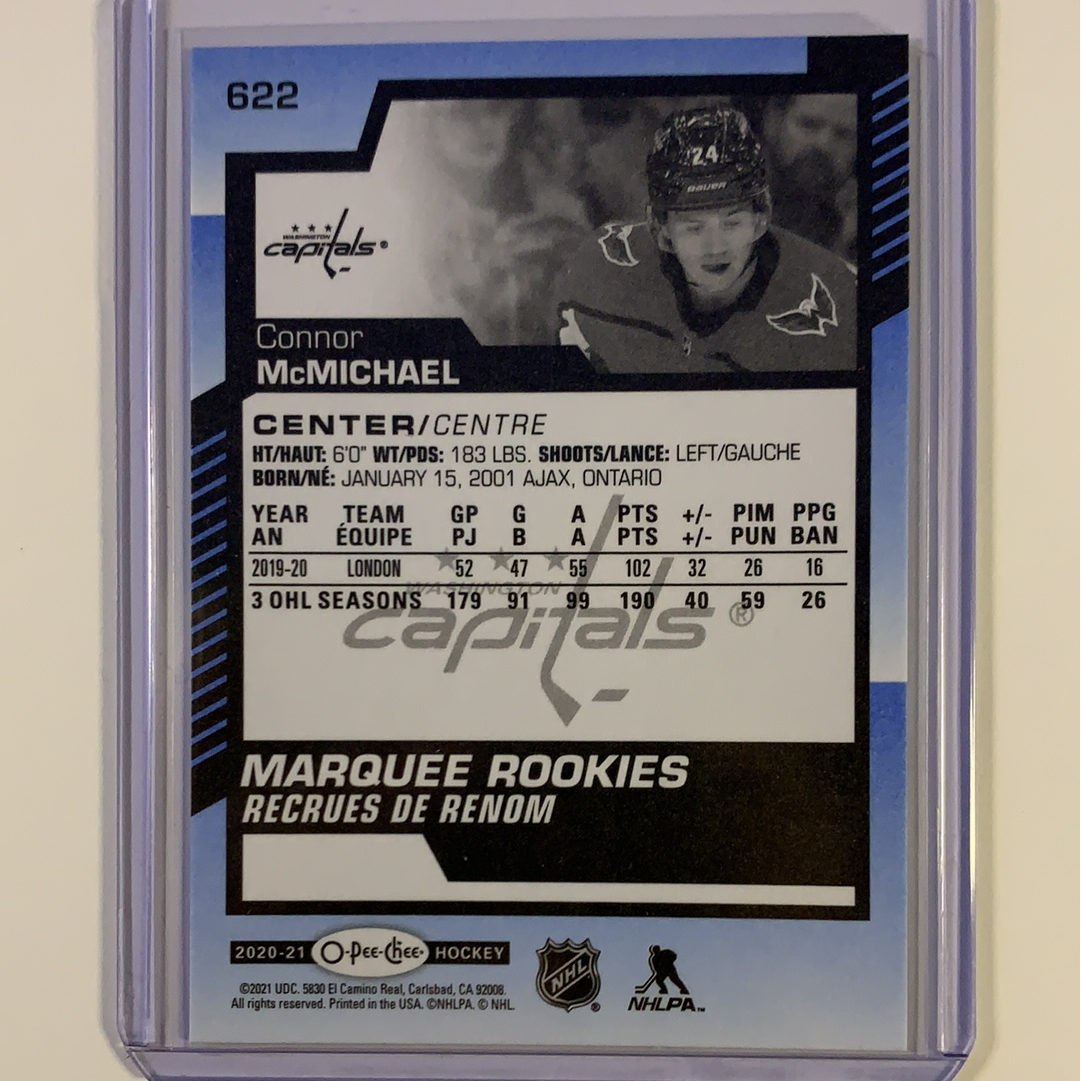 622
24
BAUER
WASHINGTON
capitals®
Connor
McMICHAEL
CENTER/CENTRE
HT/HAUT: 6'0" WT/PDS: 183 LBS. SHOOTS/LANCE: LEFT/GAUCHE
BORN/NÉ: JANUARY 15, 2001 AJAX, ONTARIO
YEAR TEAM GP G A PTS +/- PIM PPG
AN ÉQUIPE PJ B A PTS +/- PUN BAN
2019-20 LONDON 52 47 55 102 32 26 16
3 OHL SEASONS 179 91 99 190 40 59 26
WASHINGTON
capitals®
MARQUEE ROOKIES
RECRUES DE RENOM
2020-21 O-Pee-Chee® HOCKEY
©2021 UDC. 5830 El Camino Real, Carlsbad, CA 92008.
All rights reserved. Printed in the USA. ©NHLPA. © NHL.
NHL®
NHLPA™